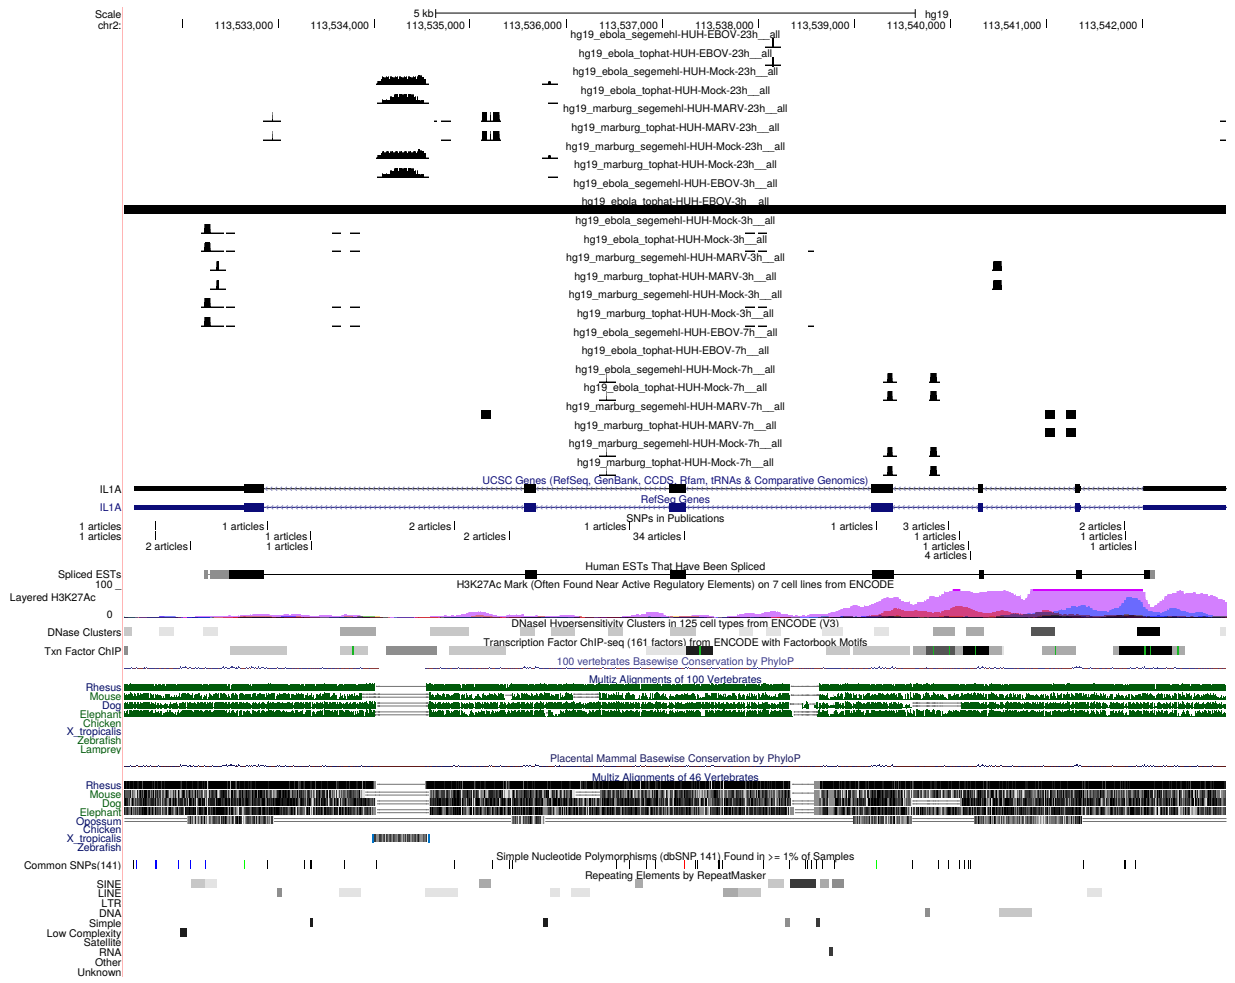 Scale 5 kb hg19
chr2: 113,533,000 113,534,000 113,535,000 113,536,000 113,537,000 113,538,000 113,539,000 113,540,000 113,541,000 113,542,000
hg19_ebola_segemehl-HUH-EBOV-23h__all
hg19_ebola_tophat-HUH-EBOV-23h__all
hg19_ebola_segemehl-HUH-Mock-23h__all
hg19_ebola_tophat-HUH-Mock-23h__all
hg19_marburg_segemehl-HUH-MARV-23h__all
hg19_marburg_tophat-HUH-MARV-23h__all
hg19_marburg_segemehl-HUH-Mock-23h__all
hg19_marburg_tophat-HUH-Mock-23h__all
hg19_ebola_segemehl-HUH-EBOV-3h__all
hg19_ebola_tophat-HUH-EBOV-3h__all
hg19_ebola_segemehl-HUH-Mock-3h__all
hg19_ebola_tophat-HUH-Mock-3h__all
hg19_marburg_segemehl-HUH-MARV-3h__all
hg19_marburg_tophat-HUH-MARV-3h__all
hg19_marburg_segemehl-HUH-Mock-3h__all
hg19_marburg_tophat-HUH-Mock-3h__all
hg19_ebola_segemehl-HUH-EBOV-7h__all
hg19_ebola_tophat-HUH-EBOV-7h__all
hg19_ebola_segemehl-HUH-Mock-7h__all
hg19_ebola_tophat-HUH-Mock-7h__all
hg19_marburg_segemehl-HUH-MARV-7h__all
hg19_marburg_tophat-HUH-MARV-7h__all
hg19_marburg_segemehl-HUH-Mock-7h__all
hg19_marburg_tophat-HUH-Mock-7h__all
UCSC Genes (RefSeq, GenBank, CCDS, Rfam, tRNAs & Comparative Genomics)
IL1A
RefSeq Genes
IL1A
SNPs in Publications
1 articles 1 articles 2 articles 1 articles 1 articles 3 articles 2 articles
1 articles 1 articles 2 articles 34 articles 1 articles 1 articles
2 articles 1 articles 1 articles 1 articles
4 articles
Human ESTs That Have Been Spliced
Spliced ESTs
H3K27Ac Mark (Often Found Near Active Regulatory Elements) on 7 cell lines from ENCODE
100
Layered H3K27Ac
0
DNaseI Hypersensitivity Clusters in 125 cell types from ENCODE (V3)
DNase Clusters
Transcription Factor ChIP-seq (161 factors) from ENCODE with Factorbook Motifs
Txn Factor ChIP
100 vertebrates Basewise Conservation by PhyloP
Multiz Alignments of 100 Vertebrates
Rhesus
Mouse
Dog
Elephant
Chicken
X_tropicalis
Zebrafish
Lamprey
Placental Mammal Basewise Conservation by PhyloP
Multiz Alignments of 46 Vertebrates
Rhesus
Mouse
Dog
Elephant
Opossum
Chicken
X_tropicalis
Zebrafish
Simple Nucleotide Polymorphisms (dbSNP 141) Found in >= 1% of Samples
Common SNPs(141)
Repeating Elements by RepeatMasker
SINE
LINE
LTR
DNA
Simple
Low Complexity
Satellite
RNA
Other
Unknown